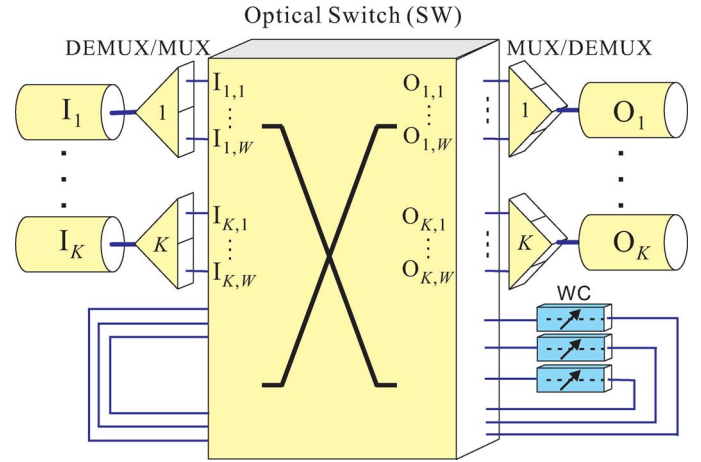 Optical Switch (SW)
DEMUX/MUX
MUX/DEMUX
I1
1
I1,1
I1,W
O1,1
O1,W
1
O1
IK
K
IK,1
IK,W
OK,1
OK,W
K
OK
WC